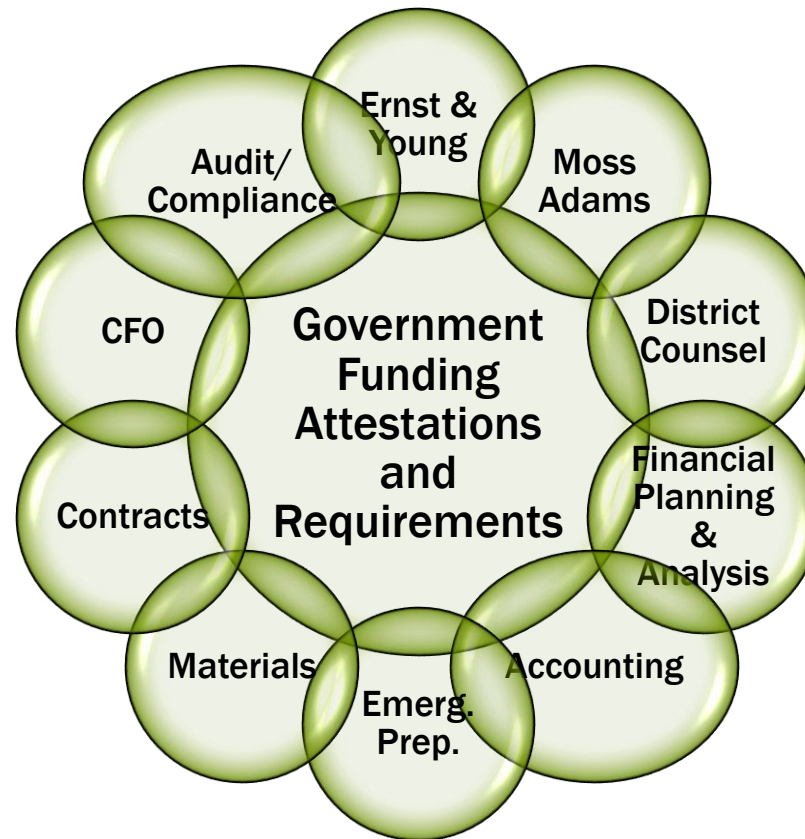 Ernst &
Young
Moss
Adams
District
Counsel
Financial
Planning
&
Analysis
Accounting
Emerg.
Prep.
Materials
Contracts
CFO
Audit/
Compliance
Government
Funding
Attestations
and
Requirements